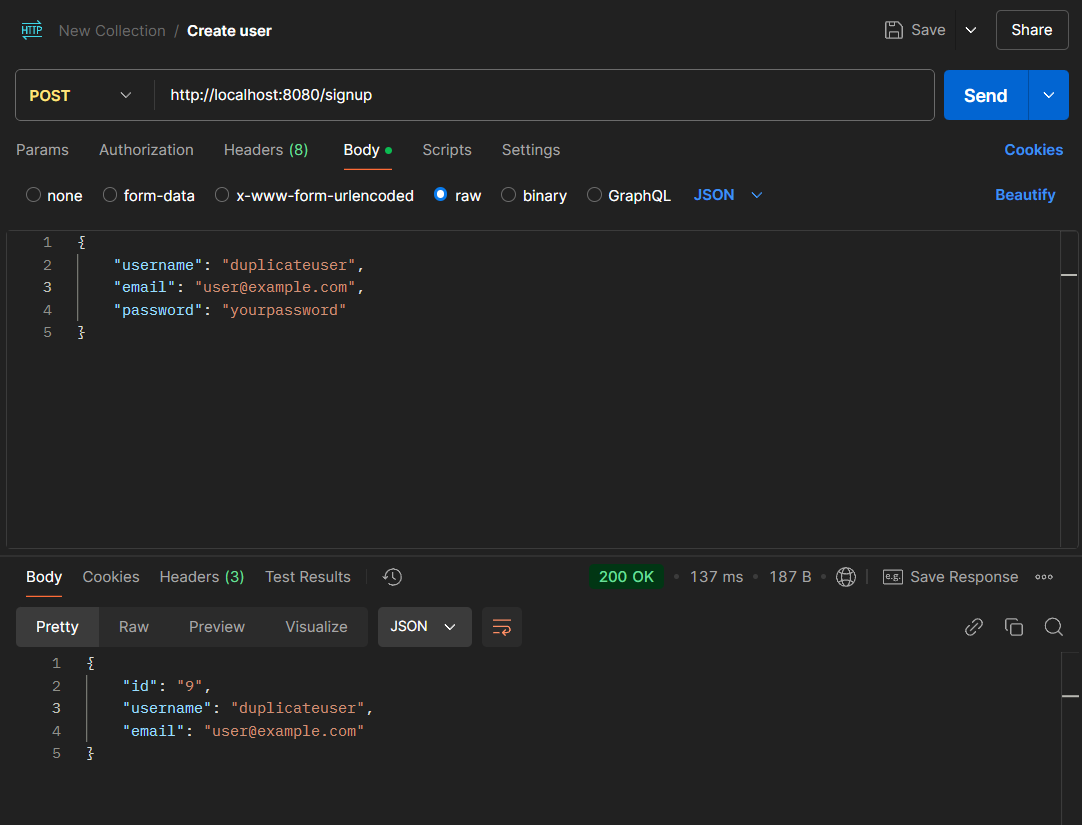 HTTP New Collection / Create user Save Share
POST http://localhost:8080/signup Send
Params Authorization Headers (8) Body Scripts Settings Cookies
none form-data x-www-form-urlencoded raw binary GraphQL JSON Beautify
1 {
2 "username": "duplicateuser",
3 "email": "user@example.com",
4 "password": "yourpassword"
5 }
Body Cookies Headers (3) Test Results 200 OK • 137 ms • 187 B • e.g. Save Response
Pretty Raw Preview Visualize JSON
1 {
2 "id": "9",
3 "username": "duplicateuser",
4 "email": "user@example.com"
5 }